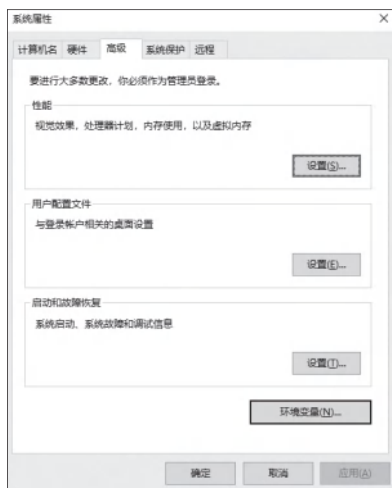 系统属性
计算机名 硬件 高级 系统保护 远程
要进行大多数更改，你必须作为管理员登录。
性能
视觉效果，处理器计划，内存使用，以及虚拟内存
设置(S)...
用户配置文件
与登录帐户相关的桌面设置
设置(E)...
启动和故障恢复
系统启动、系统故障和调试信息
设置(T)...
环境变量(N)...
确定 取消 应用(A)